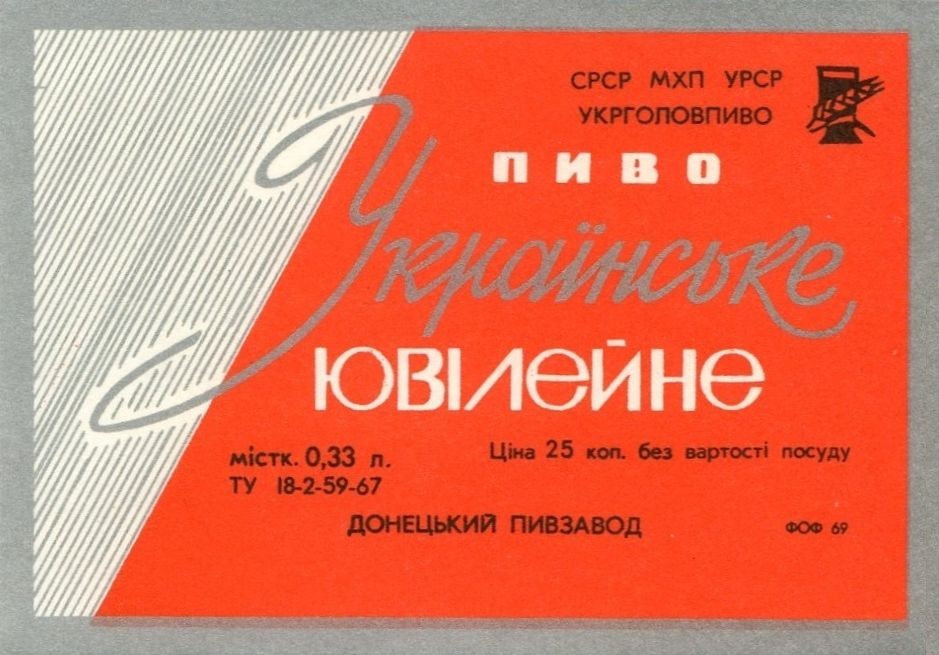 СРСР МХП УРСР
УКРГОЛОВПИВО
ПИВО
Українське
ЮВІЛЕЙНЕ
містк. 0,33 л.
ТУ 18-2-59-67
Ціна 25 коп. без вартості посуду
ДОНЕЦЬКИЙ ПИВЗАВОД
ФОФ 69